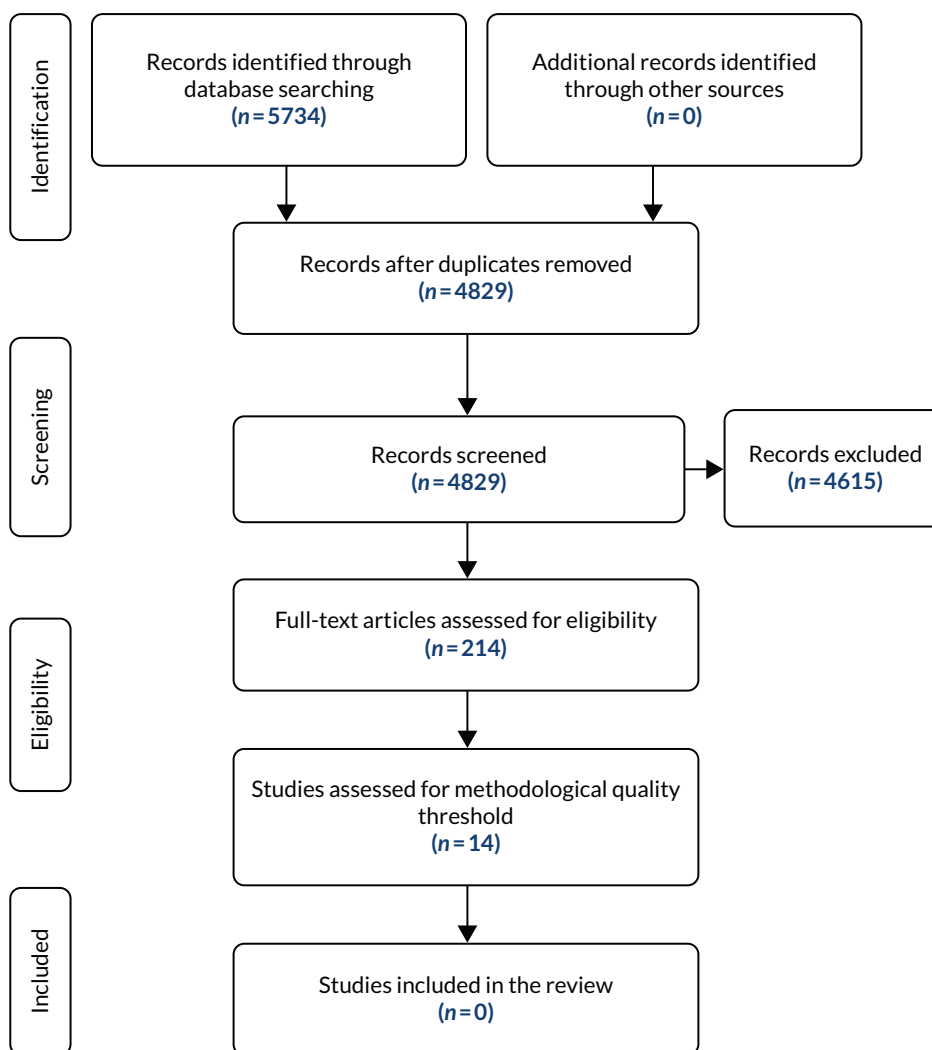 Identification
Records identified through
database searching
(n=5734)
Additional records identified
through other sources
(n=0)
Records after duplicates removed
(n=4829)
Screening
Records screened
(n=4829)
Records excluded
(n=4615)
Eligibility
Full-text articles assessed for eligibility
(n=214)
Studies assessed for methodological quality
threshold
(n=14)
Included
Studies included in the review
(n=0)